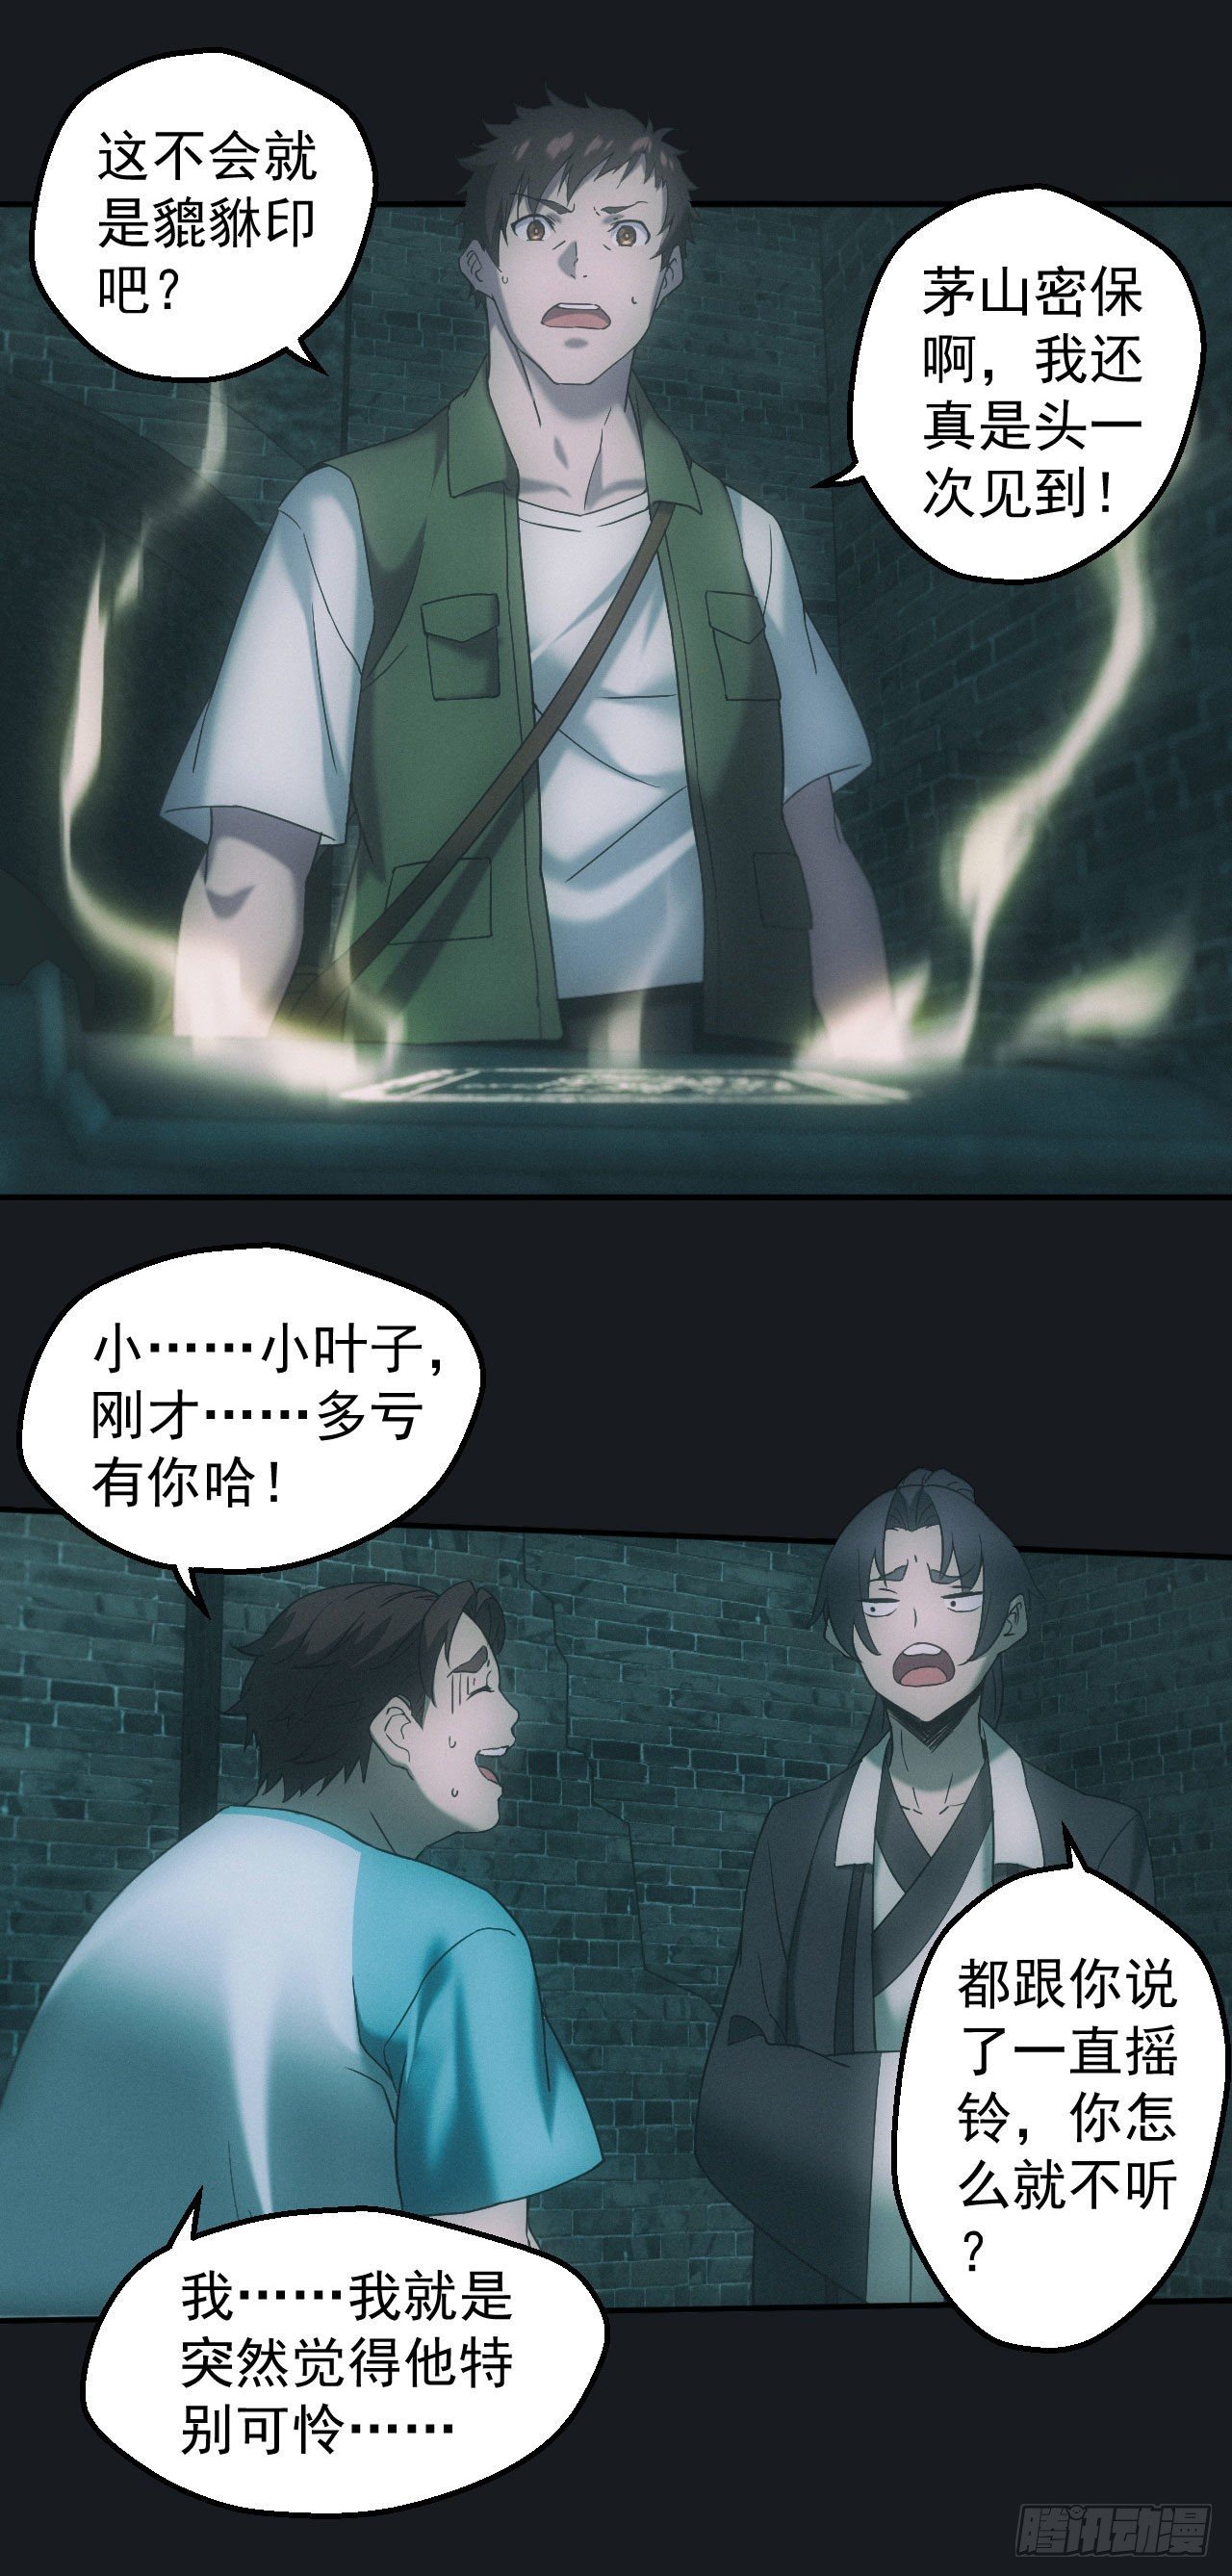 这不会就
是貔貅印
吧？
茅山密保
啊，我还
真是头一
次见到！
小……小叶子，
刚才……多亏
有你哈！
都跟你说
了一直摇
铃，你怎
么就不听
？
我……我就是
突然觉得他特
别可怜……
腾讯动漫